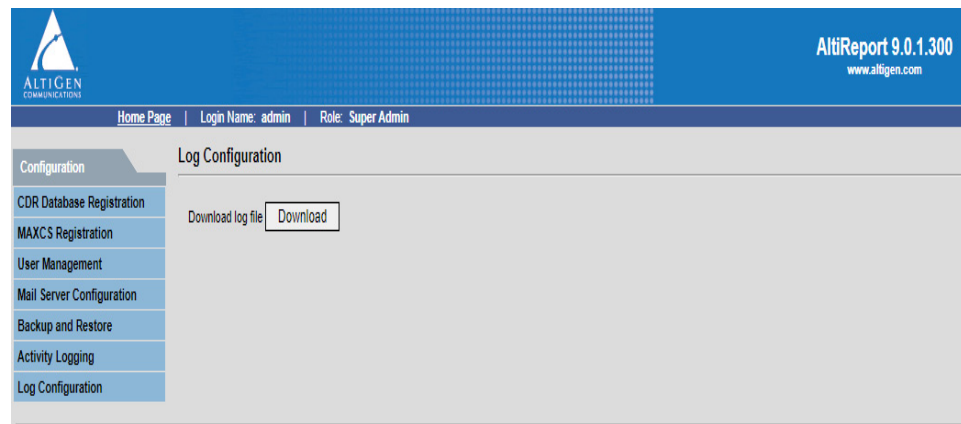 ALTIGEN
COMMUNICATIONS
AltiReport 9.0.1.300
www.altigen.com
Home Page | Login Name: admin | Role: Super Admin
Configuration
CDR Database Registration
MAXCS Registration
User Management
Mail Server Configuration
Backup and Restore
Activity Logging
Log Configuration
Log Configuration
Download log file Download